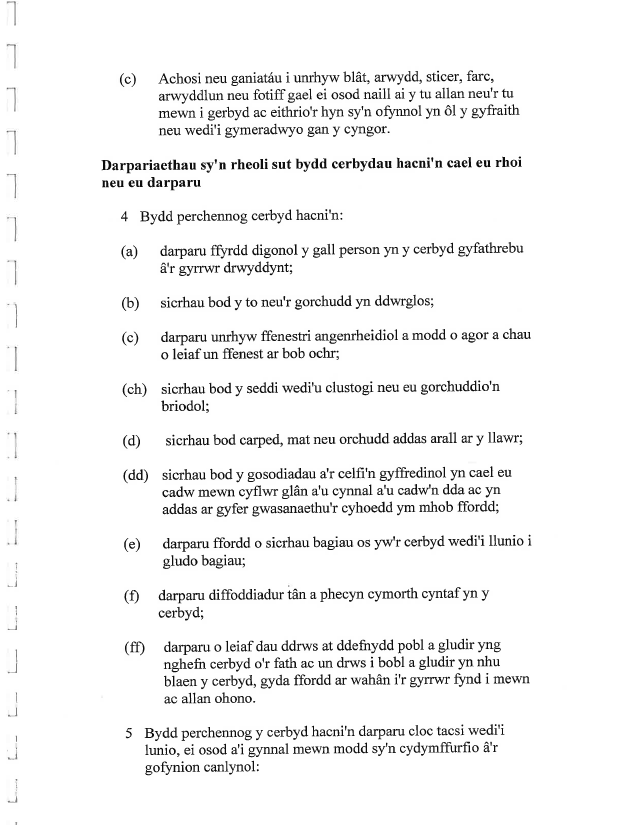 (c) Achosi neu ganiatáu i unrhyw blât, arwydd, sticer, farc,
arwyddlun neu fotiff gael ei osod naill ai y tu allan neu'r tu
mewn i gerbyd ac eithrio'r hyn sy'n ofynnol yn ôl y gyfraith
neu wedi'i gymeradwyo gan y cyngor.
Darpariaethau sy'n rheoli sut bydd cerbydau hacni'n cael eu rhoi
neu eu darparu
4 Bydd perchennog cerbyd hacni'n:
(a) darparu ffyrdd digonol y gall person yn y cerbyd gyfathrebu
â'r gyrrwr drwyddynt;
(b) sicrhau bod y to neu'r gorchudd yn ddwrglos;
(c) darparu unrhyw ffenestri angenrheidiol a modd o agor a chau
o leiaf un ffenest ar bob ochr;
(ch) sicrhau bod y seddi wedi'u clustogi neu eu gorchuddio'n
briodol;
(d) sicrhau bod carped, mat neu orchudd addas arall ar y llawr;
(dd) sicrhau bod y gosodiadau a'r celfi'n gyffredinol yn cael eu
cadw mewn cyflwr glân a'u cynnal a'u cadw'n dda ac yn
addas ar gyfer gwasanaethu'r cyhoedd ym mhob ffordd;
(e) darparu ffordd o sicrhau bagiau os yw'r cerbyd wedi'i llunio i
gludo bagiau;
(f) darparu diffoddiadur tân a phecyn cymorth cyntaf yn y
cerbyd;
(ff) darparu o leiaf dau ddrws at ddefnydd pobl a gludir yng
nghefn cerbyd o'r fath ac un drws i bobl a gludir yn nhu
blaen y cerbyd, gyda ffordd ar wahân i'r gyrrwr fynd i mewn
ac allan ohono.
5 Bydd perchennog y cerbyd hacni'n darparu cloc tacsi wedi'i
lunio, ei osod a'i gynnal mewn modd sy'n cydymffurfio â'r
gofynion canlynol: